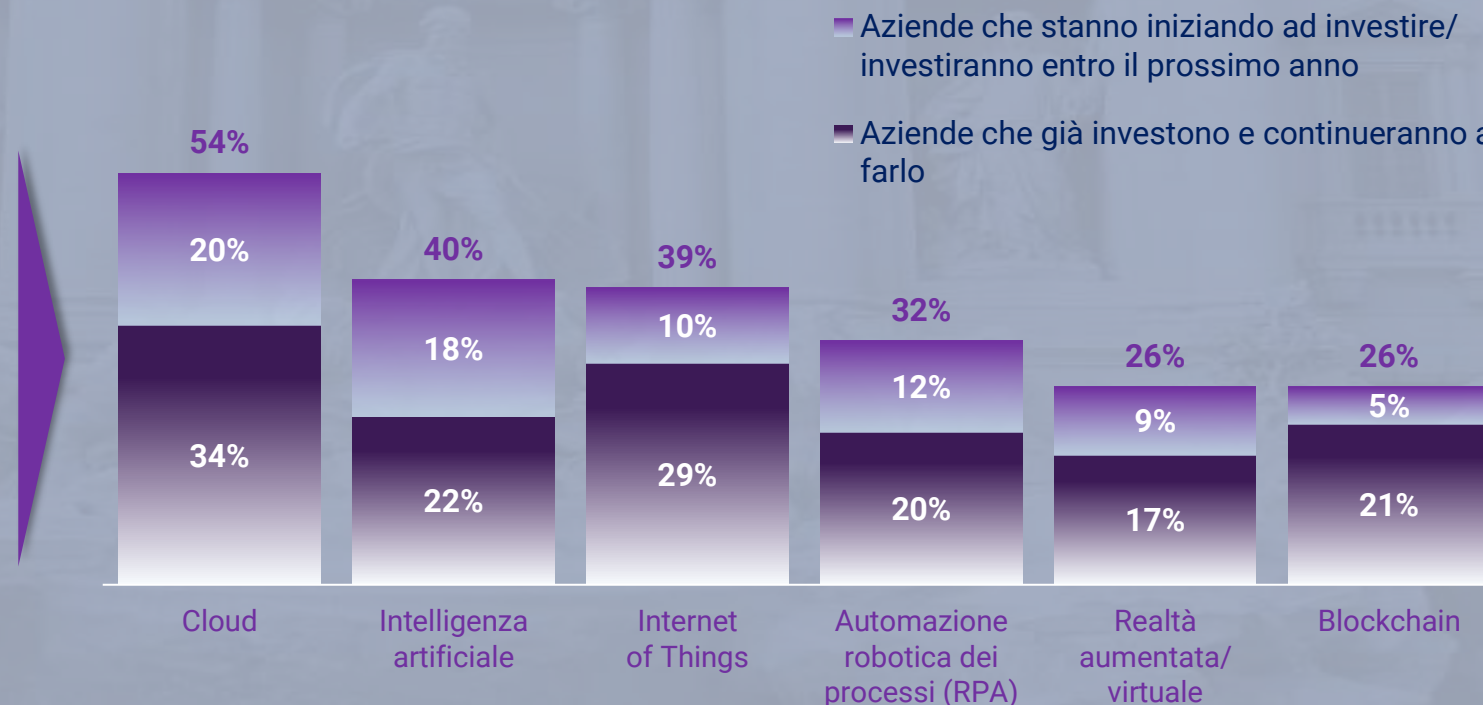 Aziende che stanno iniziando ad investire/
investiranno entro il prossimo anno
Aziende che già investono e continueranno a
farlo
54%
20%
34%
40%
18%
22%
39%
10%
29%
32%
12%
20%
26%
9%
17%
26%
5%
21%
Cloud
Intelligenza
artificiale
Internet
of Things
Automazione
robotica dei
processi (RPA)
Realtà
aumentata/
virtuale
Blockchain